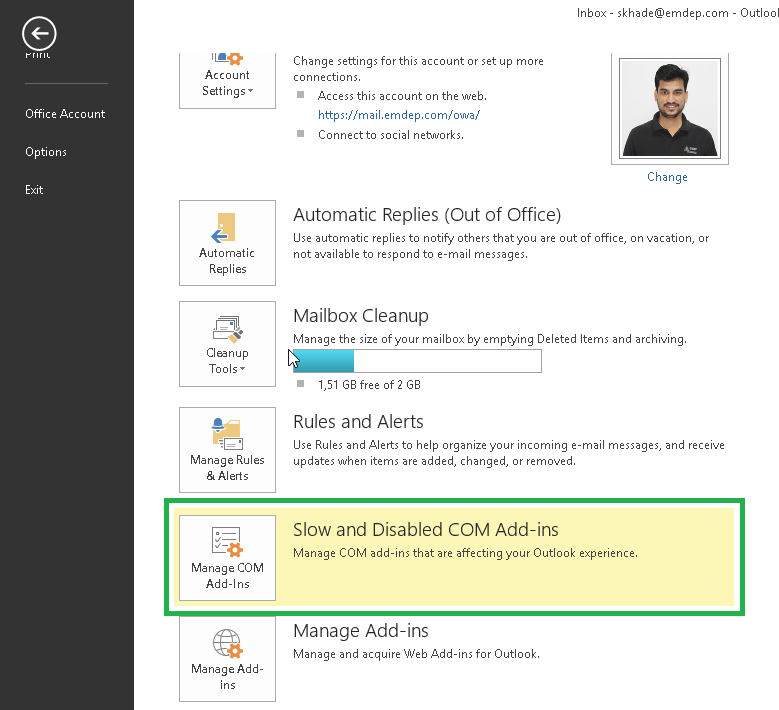 Inbox - skhade@emdep.com - Outlool
Print
Office Account
Options
Exit
Account
Settings
Change settings for this account or set up more
connections.
Access this account on the web.
https://mail.emdep.com/owa/
Connect to social networks.
Change
Automatic
Replies
Automatic Replies (Out of Office)
Use automatic replies to notify others that you are out of office, on vacation, or
not available to respond to e-mail messages.
Cleanup
Tools
Mailbox Cleanup
Manage the size of your mailbox by emptying Deleted Items and archiving.
1,51 GB free of 2 GB
Manage Rules
& Alerts
Rules and Alerts
Use Rules and Alerts to help organize your incoming e-mail messages, and receive
updates when items are added, changed, or removed.
Manage COM
Add-Ins
Slow and Disabled COM Add-ins
Manage COM add-ins that are affecting your Outlook experience.
Manage Add-
ins
Manage Add-ins
Manage and acquire Web Add-ins for Outlook.